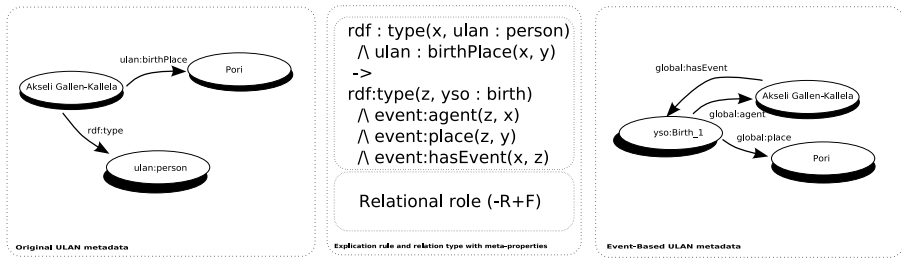 ulan:birthPlace
Pori
Akseli Gallen-Kallela
rdf:type
ulan:person
Original ULAN metadata
rdf : type(x, ulan : person)
/\ ulan : birthPlace(x, y)
->
rdf:type(z, yso : birth)
/\ event:agent(z, x)
/\ event:place(z, y)
/\ event:hasEvent(x, z)
Relational role (-R+F)
Explication rule and relation type with meta-properties
global:hasEvent
Akseli Gallen-Kallela
global:agent
yso:Birth_1
global:place
Pori
Event-Based ULAN metadata